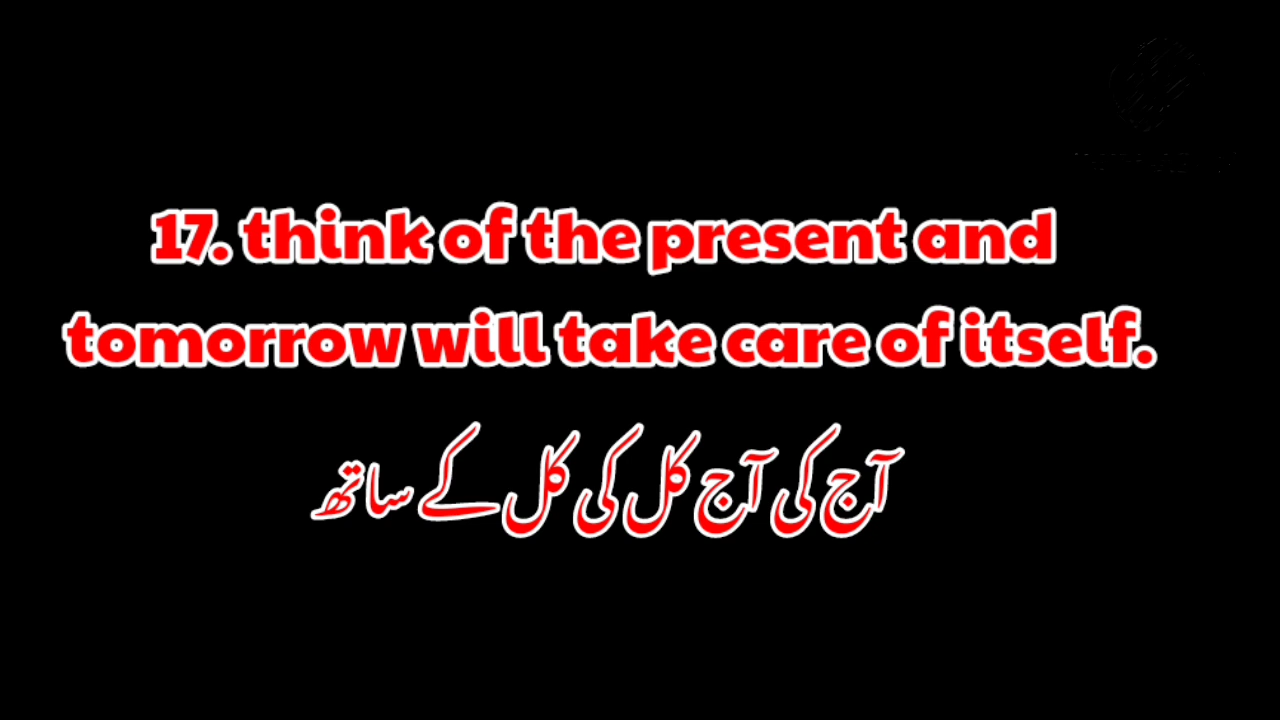 17. think of the present and
tomorrow will take care of itself.
آج کی آج کل کی کل کے ساتھ